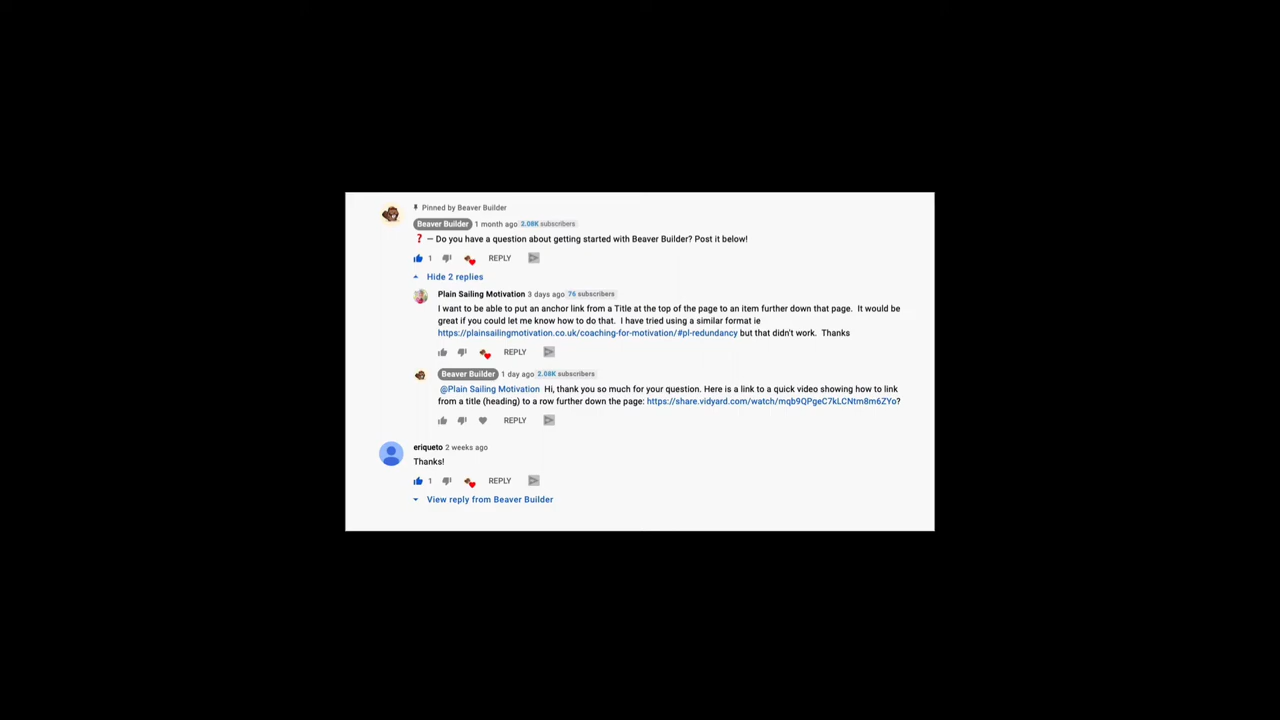 Pinned by Beaver Builder
Beaver Builder 1 month ago 2.08K subscribers
❓ — Do you have a question about getting started with Beaver Builder? Post it below!
1 REPLY
Hide 2 replies
Plain Sailing Motivation 3 days ago 76 subscribers
I want to be able to put an anchor link from a Title at the top of the page to an item further down that page. It would be
great if you could let me know how to do that. I have tried using a similar format ie
https://plainsailingmotivation.co.uk/coaching-for-motivation/#pl-redundancy but that didn't work. Thanks
REPLY
Beaver Builder 1 day ago 2.08K subscribers
@Plain Sailing Motivation Hi, thank you so much for your question. Here is a link to a quick video showing how to link
from a title (heading) to a row further down the page: https://share.vidyard.com/watch/mqb9QPgeC7kLCNtm8m6ZYo?
REPLY
eriqueto 2 weeks ago
Thanks!
1 REPLY
View reply from Beaver Builder